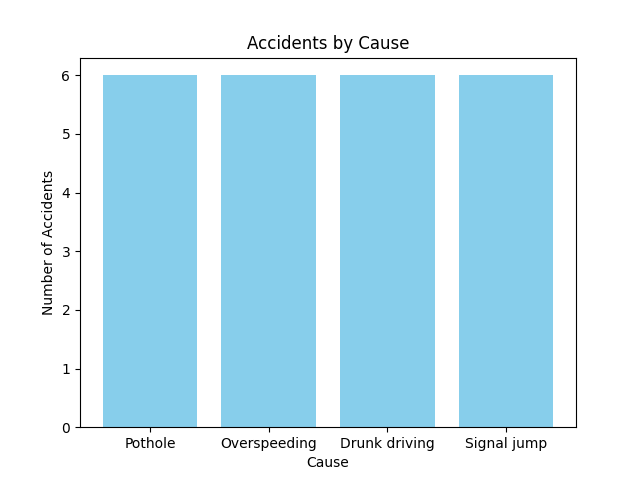 Accidents by Cause
Number of Accidents
6
5
4
3
2
1
0
Pothole Overspeeding Drunk driving Signal jump
Cause